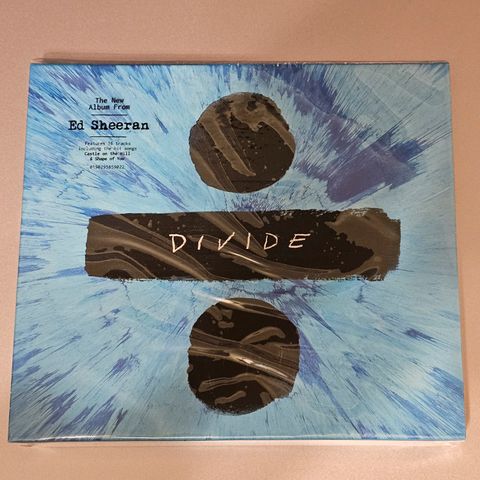 The New
Album From
Ed Sheeran
Features 16 tracks
including the hit songs
Castle on the Hill
& Shape of You
0190295859022
DIVIDE